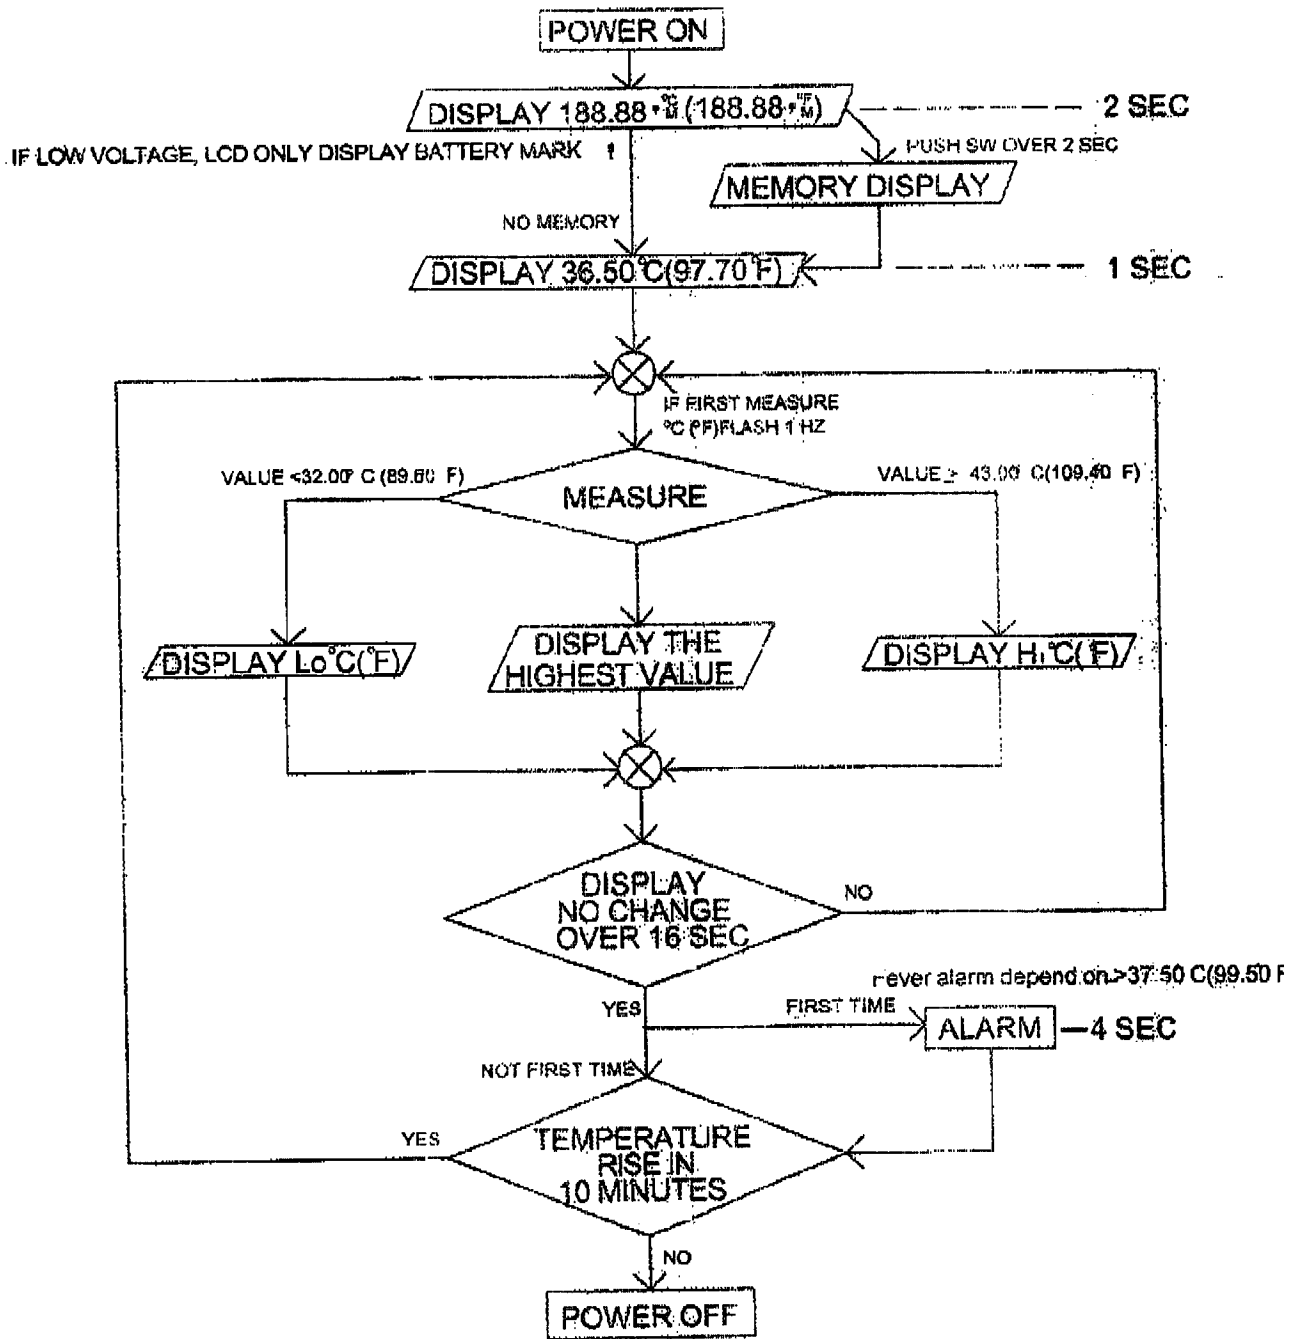 POWER ON
DISPLAY 188.88 °C M (188.88 °F M)
2 SEC
IF LOW VOLTAGE, LCD ONLY DISPLAY BATTERY MARK
PUSH SW OVER 2 SEC
MEMORY DISPLAY
NO MEMORY
DISPLAY 36.50°C(97.70°F)
1 SEC
IF FIRST MEASURE
°C (°F)FLASH 1 HZ
VALUE <32.00° C (89.60 F)
VALUE ≥ 43.00 C(109.40 F)
MEASURE
DISPLAY Lo°C(°F)
DISPLAY THE
HIGHEST VALUE
DISPLAY Hi°C(°F)
DISPLAY
NO CHANGE
OVER 16 SEC
NO
ever alarm depend on >37.50 C(99.50 F
YES
FIRST TIME
ALARM
4 SEC
NOT FIRST TIME
YES
TEMPERATURE
RISE IN
10 MINUTES
NO
POWER OFF